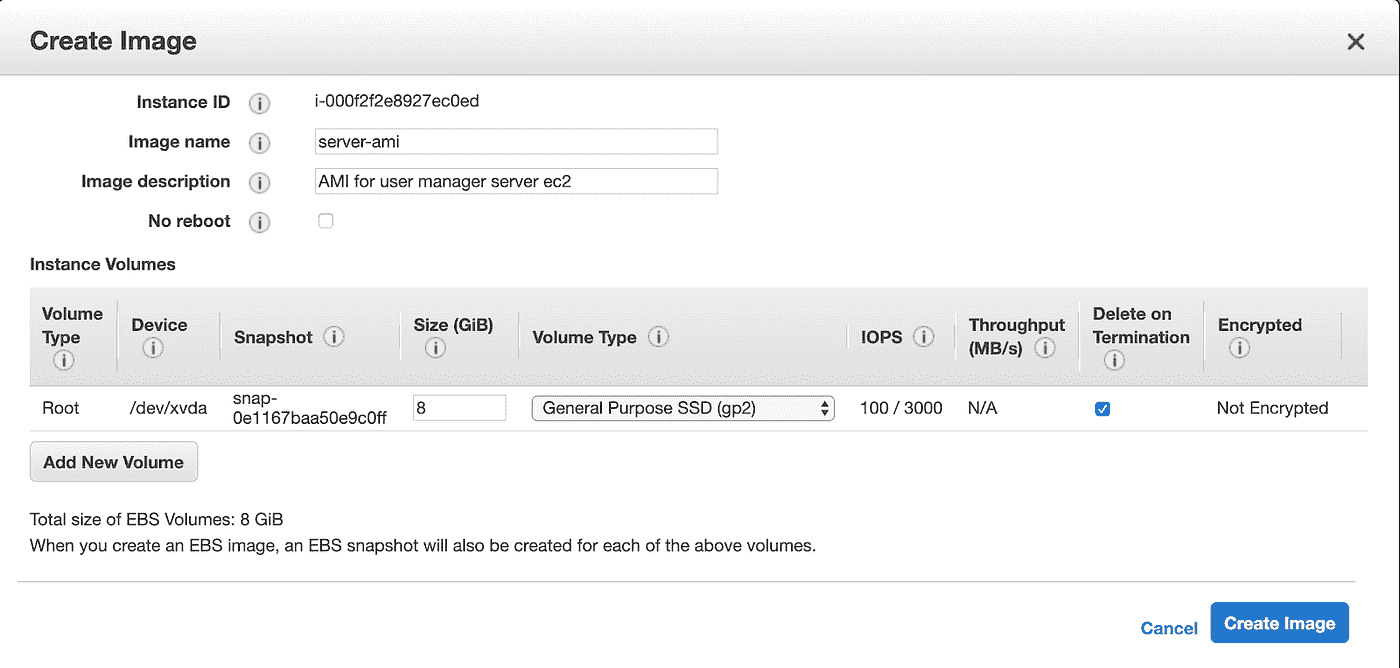 Create Image
Instance ID i-000f2f2e8927ec0ed
Image name server-ami
Image description AMI for user manager server ec2
No reboot
Instance Volumes
Volume Type Device Snapshot Size (GiB) Volume Type IOPS Throughput (MB/s) Delete on Termination Encrypted
Root /dev/xvda snap-0e1167baa50e9c0ff 8 General Purpose SSD (gp2) 100 / 3000 N/A Not Encrypted
Add New Volume
Total size of EBS Volumes: 8 GiB
When you create an EBS image, an EBS snapshot will also be created for each of the above volumes.
Cancel Create Image